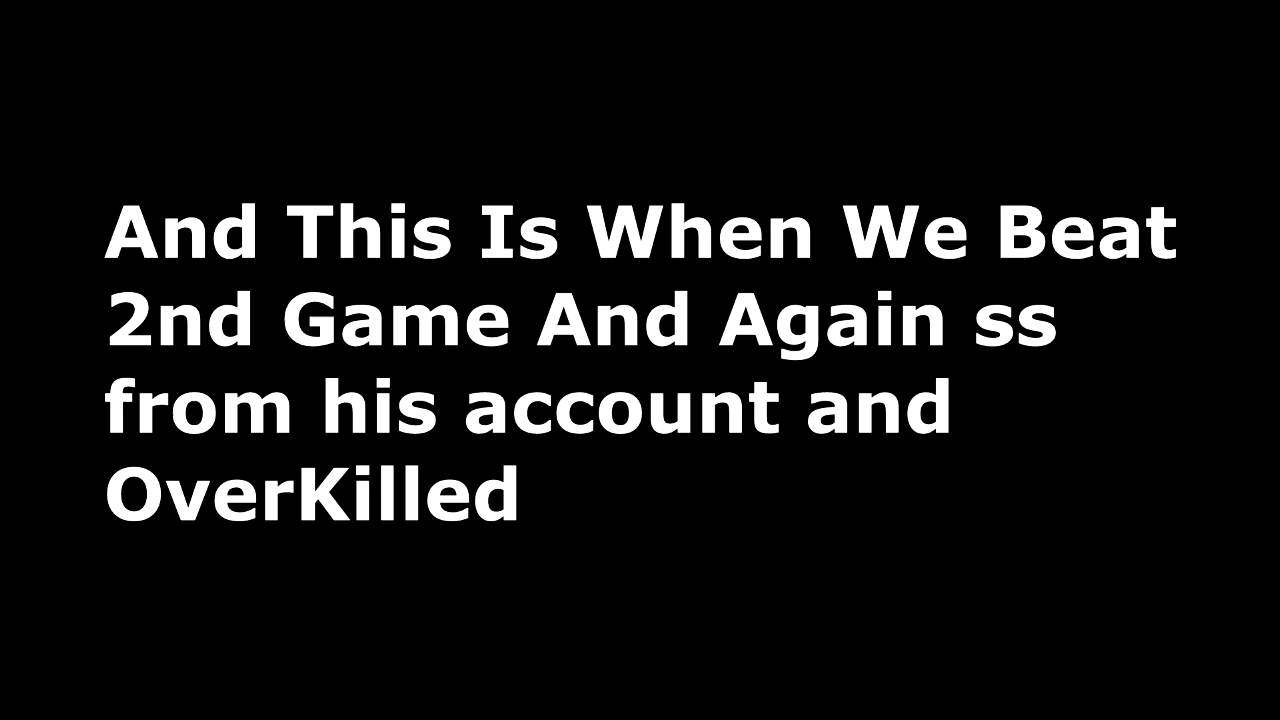 And This Is When We Beat
2nd Game And Again ss
from his account and
OverKilled